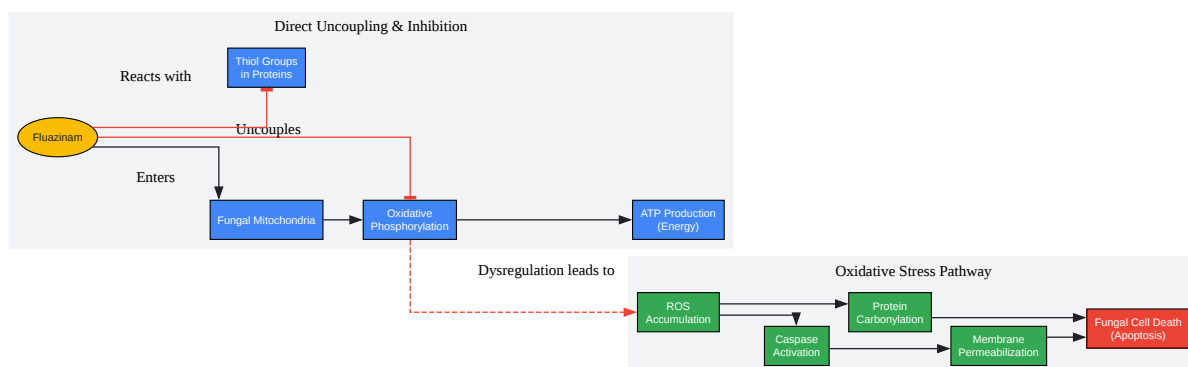 Direct Uncoupling & Inhibition
Thiol Groups
in Proteins
Reacts with
Uncouples
Fluazinam
Enters
Fungal Mitochondria
Oxidative
Phosphorylation
ATP Production
(Energy)
Dysregulation leads to
Oxidative Stress Pathway
ROS
Accumulation
Protein
Carbonylation
Caspase
Activation
Membrane
Permeabilization
Fungal Cell Death
(Apoptosis)